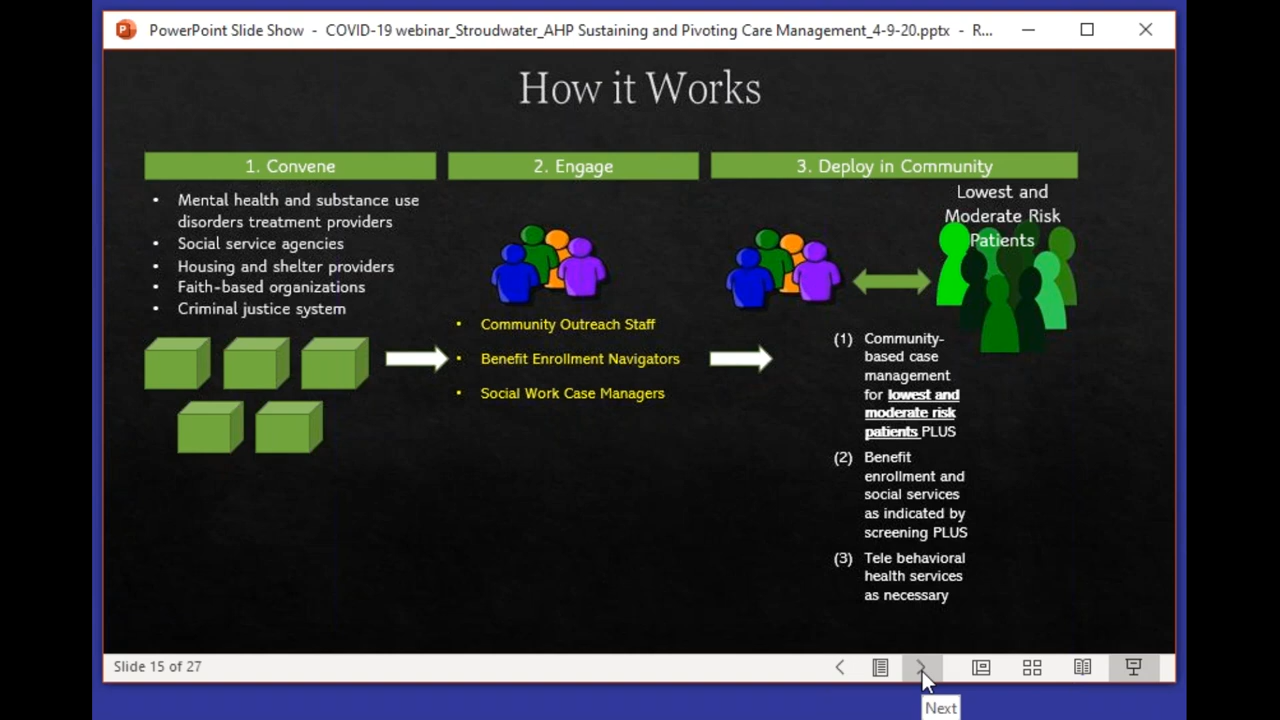 PowerPoint Slide Show - COVID-19 webinar_Stroudwater_AHP Sustaining and Pivoting Care Management_4-9-20.pptx - R...
How it Works
1. Convene
• Mental health and substance use
disorders treatment providers
• Social service agencies
• Housing and shelter providers
• Faith-based organizations
• Criminal justice system
2. Engage
• Community Outreach Staff
• Benefit Enrollment Navigators
• Social Work Case Managers
3. Deploy in Community
Lowest and
Moderate Risk
Patients
(1) Community-
based case
management
for lowest and
moderate risk
patients PLUS
(2) Benefit
enrollment and
social services
as indicated by
screening PLUS
(3) Tele behavioral
health services
as necessary
Slide 15 of 27
Next